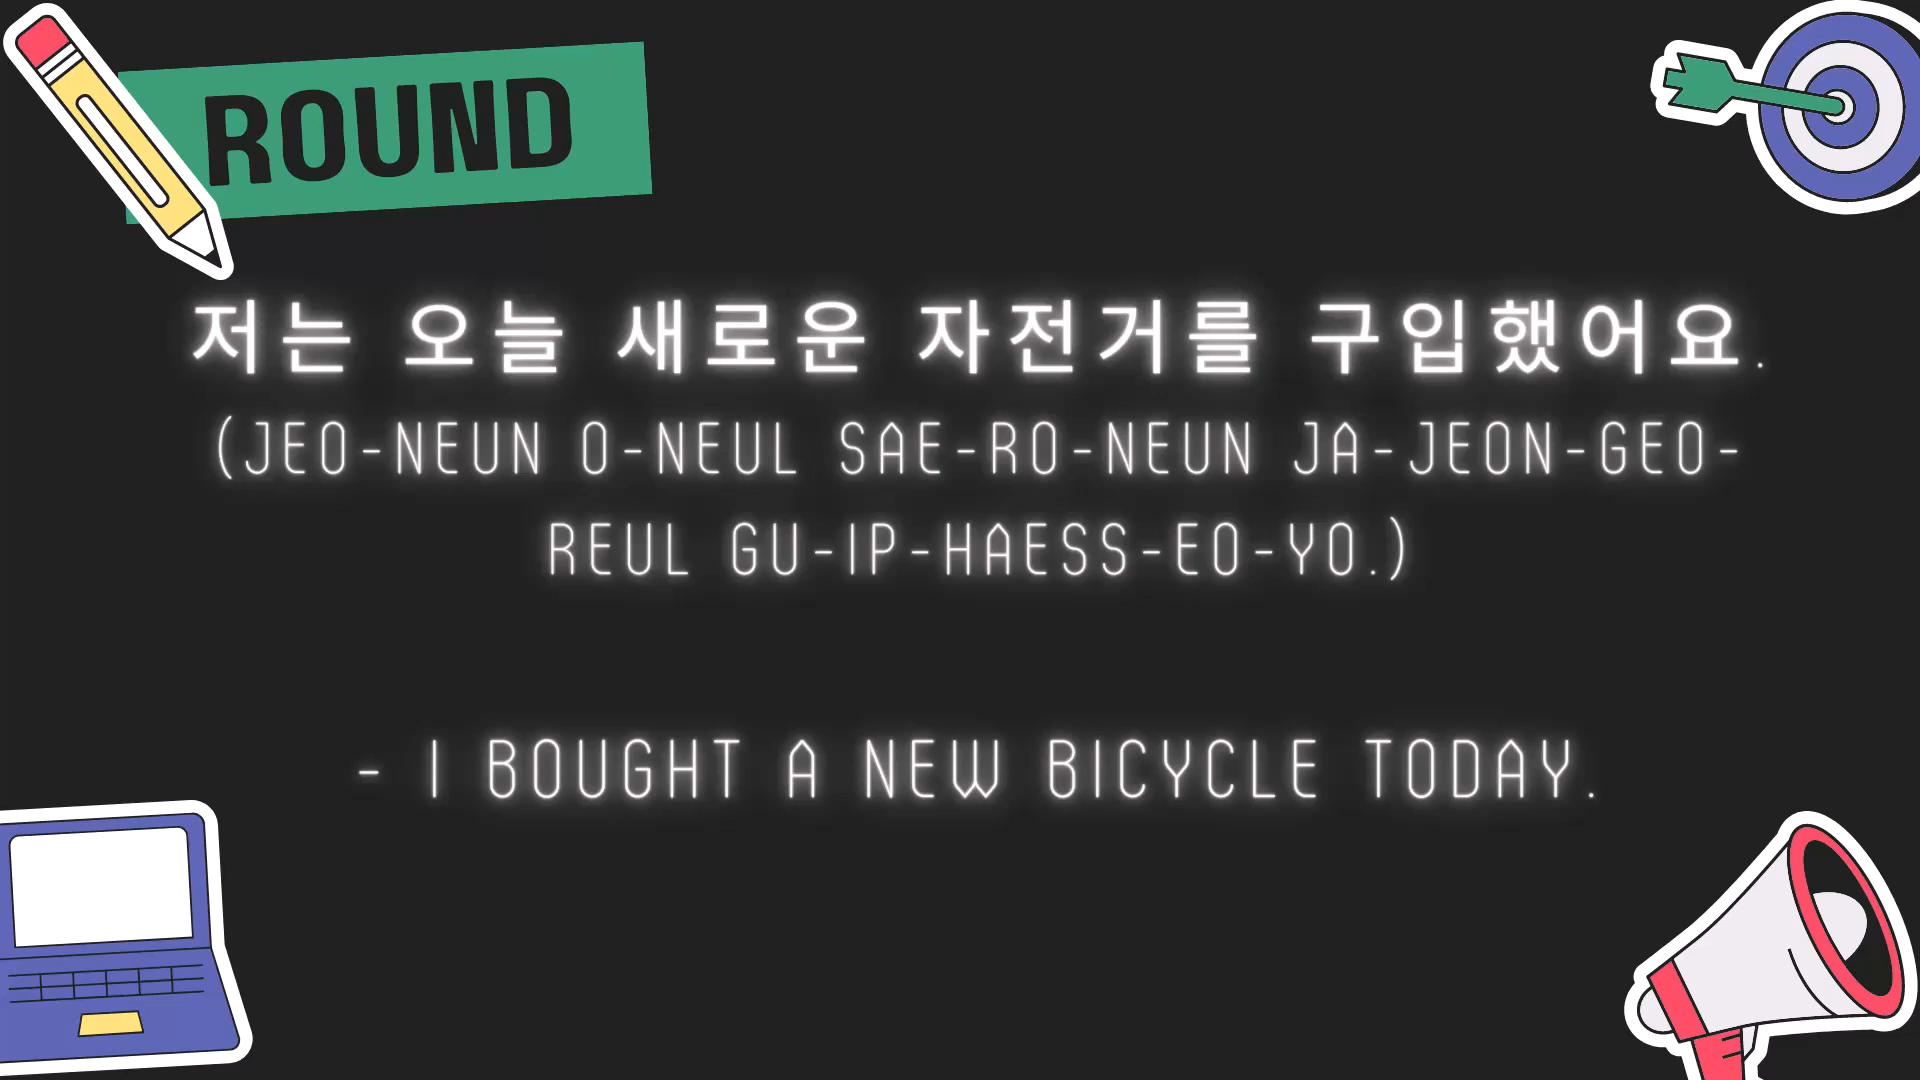 ROUND
저는 오늘 새로운 자전거를 구입했어요.
(JEO-NEUN O-NEUL SAE-RO-NEUN JA-JEON-GEO-
REUL GU-IP-HAESS-EO-YO.)
- I BOUGHT A NEW BICYCLE TODAY.